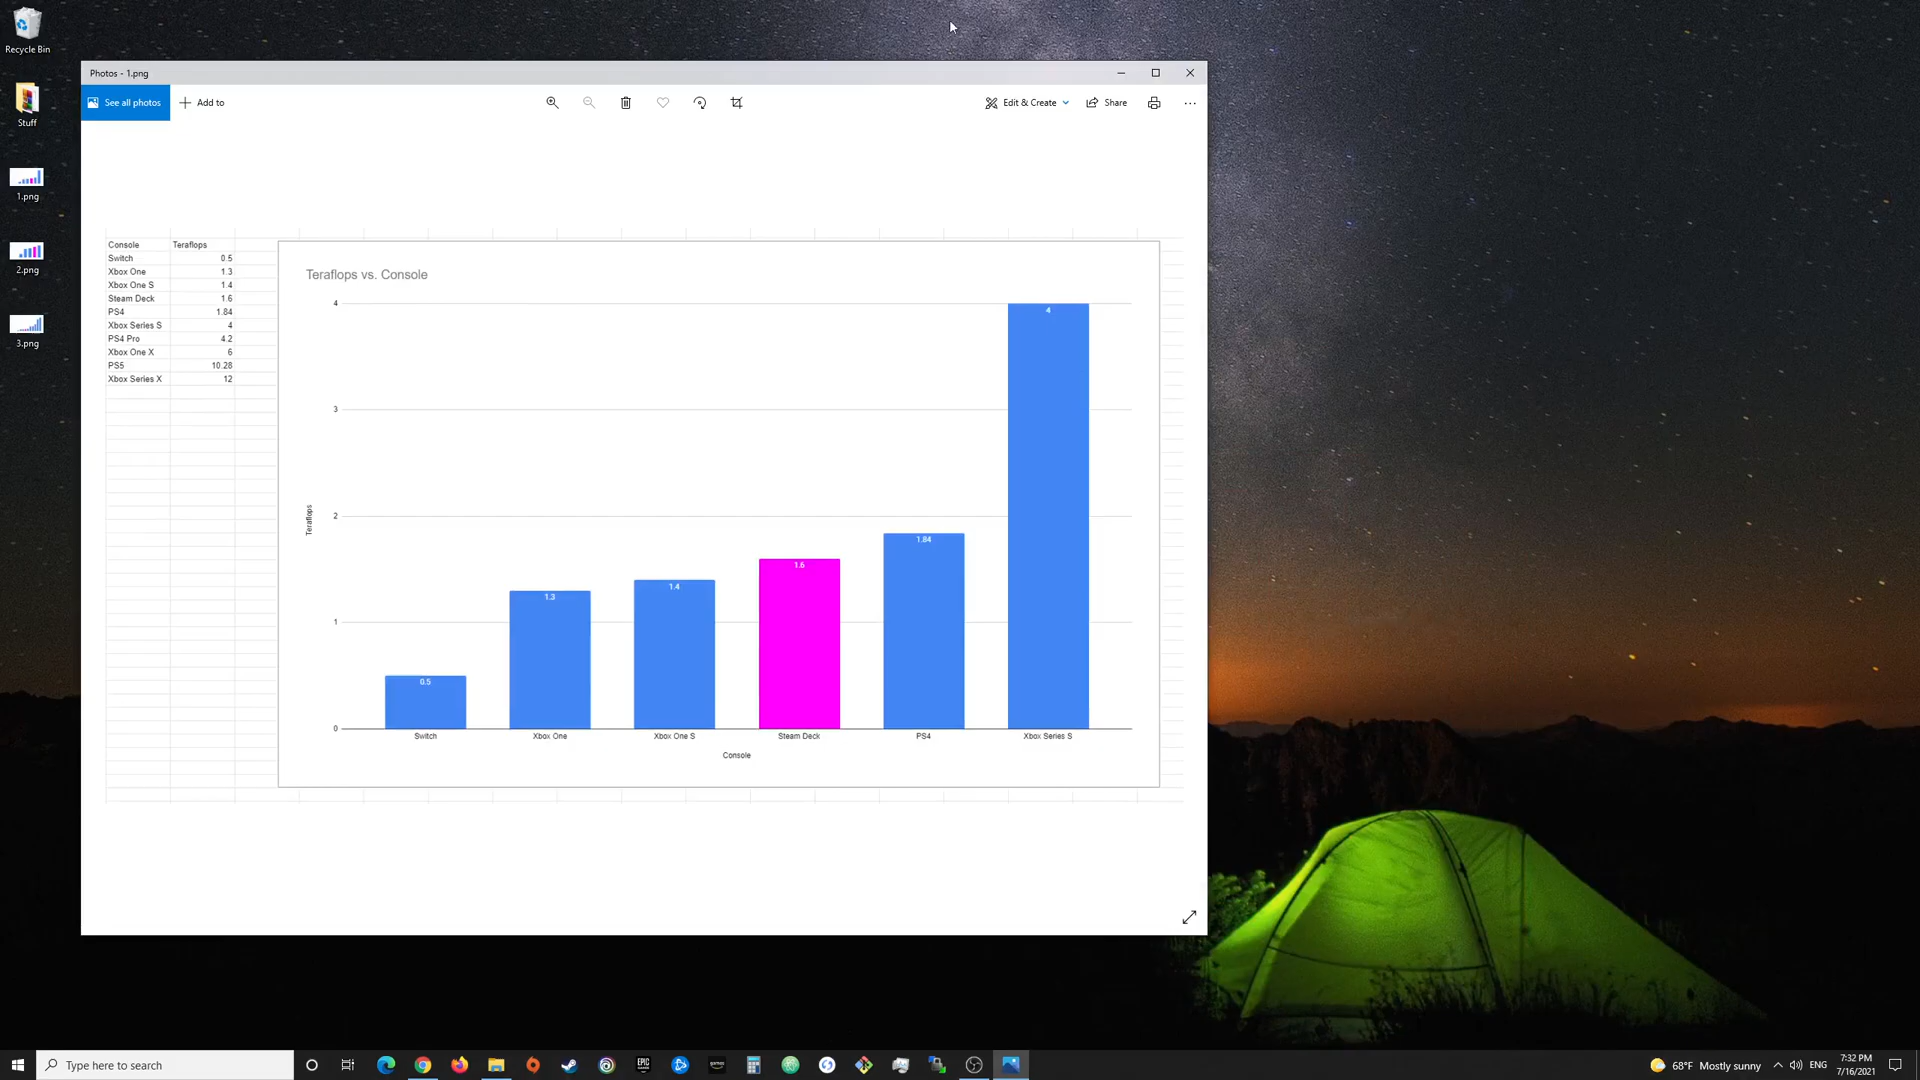 Recycle Bin
Stuff
1.png
2.png
3.png
Photos - 1.png
See all photos
Add to
Edit & Create
Share
Console Teraflops
Switch 0.5
Xbox One 1.3
Xbox One S 1.4
Steam Deck 1.6
PS4 1.84
Xbox Series S 4
PS4 Pro 4.2
Xbox One X 6
PS5 10.28
Xbox Series X 12
Teraflops vs. Console
Teraflops
4
3
2
1
0
0.5
1.3
1.4
1.6
1.84
4
Switch
Xbox One
Xbox One S
Steam Deck
PS4
Xbox Series S
Console
Type here to search
EPIC
68°F Mostly sunny
ENG
7:32 PM
7/16/2021